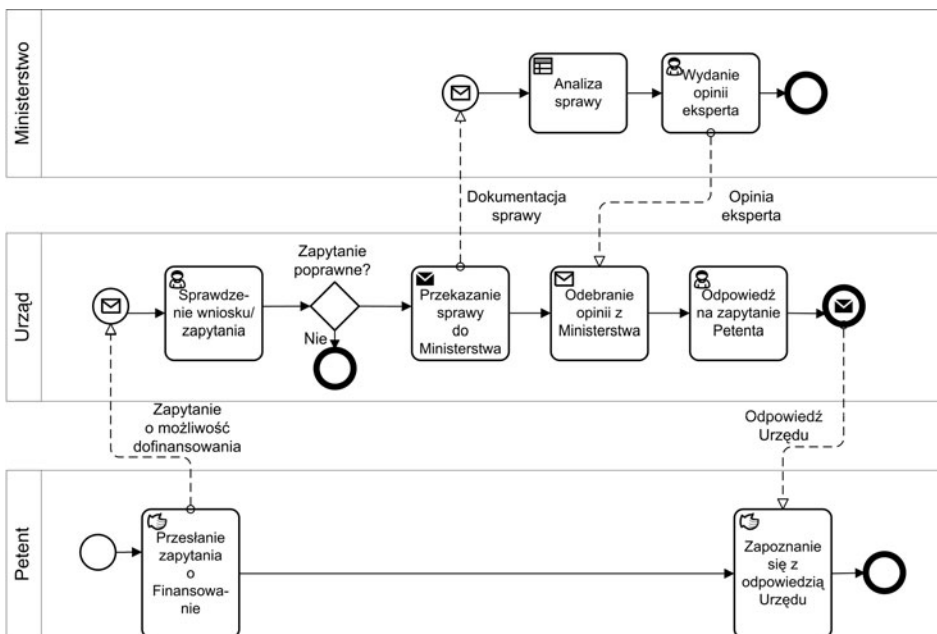 Ministerstwo
Analiza
sprawy
Wydanie
opinii
eksperta
Dokumentacja
sprawy
Opinia
eksperta
Urząd
Sprawdze-
nie wniosku/
zapytania
Zapytanie
poprawne?
Nie
Przekazanie
sprawy
do
Ministerstwa
Odebranie
opinii z
Ministerstwa
Odpowiedź
na zapytanie
Petenta
Zapytanie
o możliwość
dofinansowania
Odpowiedź
Urzędu
Petent
Przesłanie
zapytania
o
Finansowa-
nie
Zapoznanie
się z
odpowiedzią
Urzędu